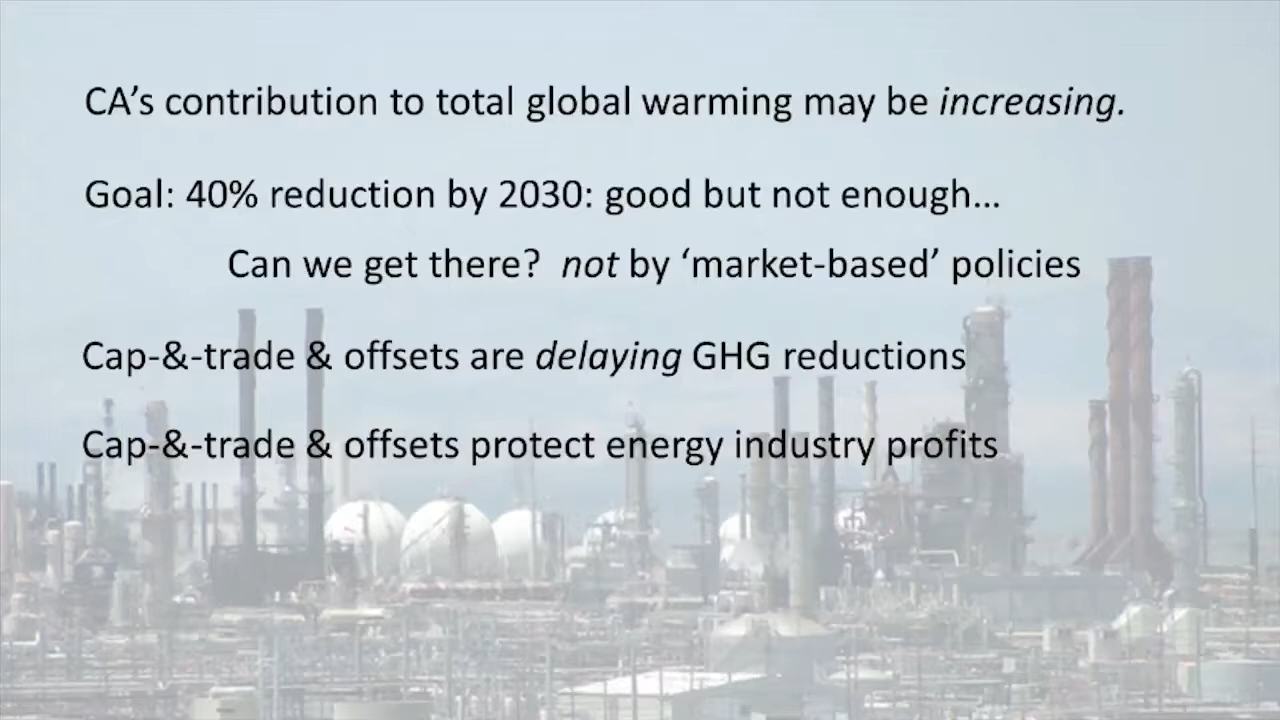 CA’s contribution to total global warming may be increasing.
Goal: 40% reduction by 2030: good but not enough…
Can we get there? not by ‘market-based’ policies
Cap-&-trade & offsets are delaying GHG reductions
Cap-&-trade & offsets protect energy industry profits